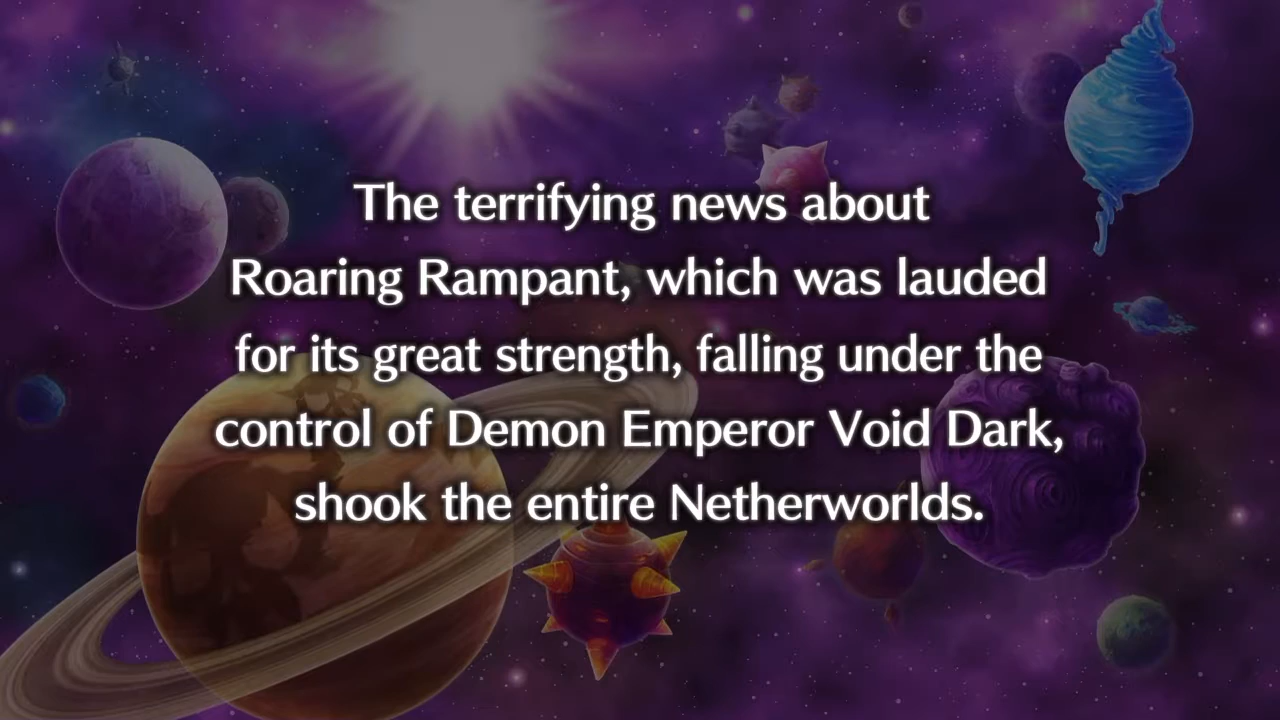 The terrifying news about
Roaring Rampant, which was lauded
for its great strength, falling under the
control of Demon Emperor Void Dark,
shook the entire Netherworlds.